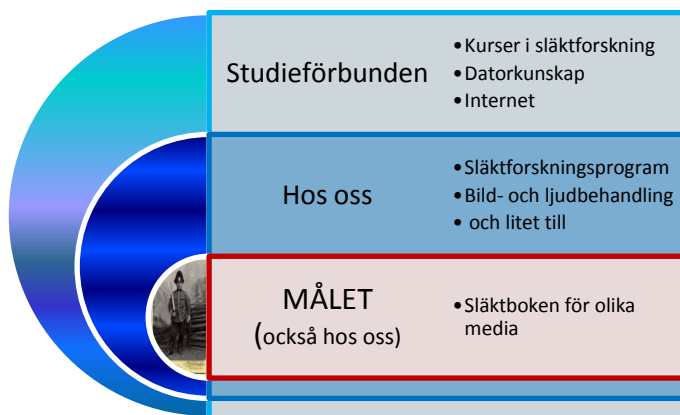 Studieförbunden
•Kurser i släktforskning
•Datorkunskap
•Internet
Hos oss
•Släktforskningsprogram
•Bild- och ljudbehandling
• och litet till
MÅLET
(också hos oss)
•Släktboken för olika
media